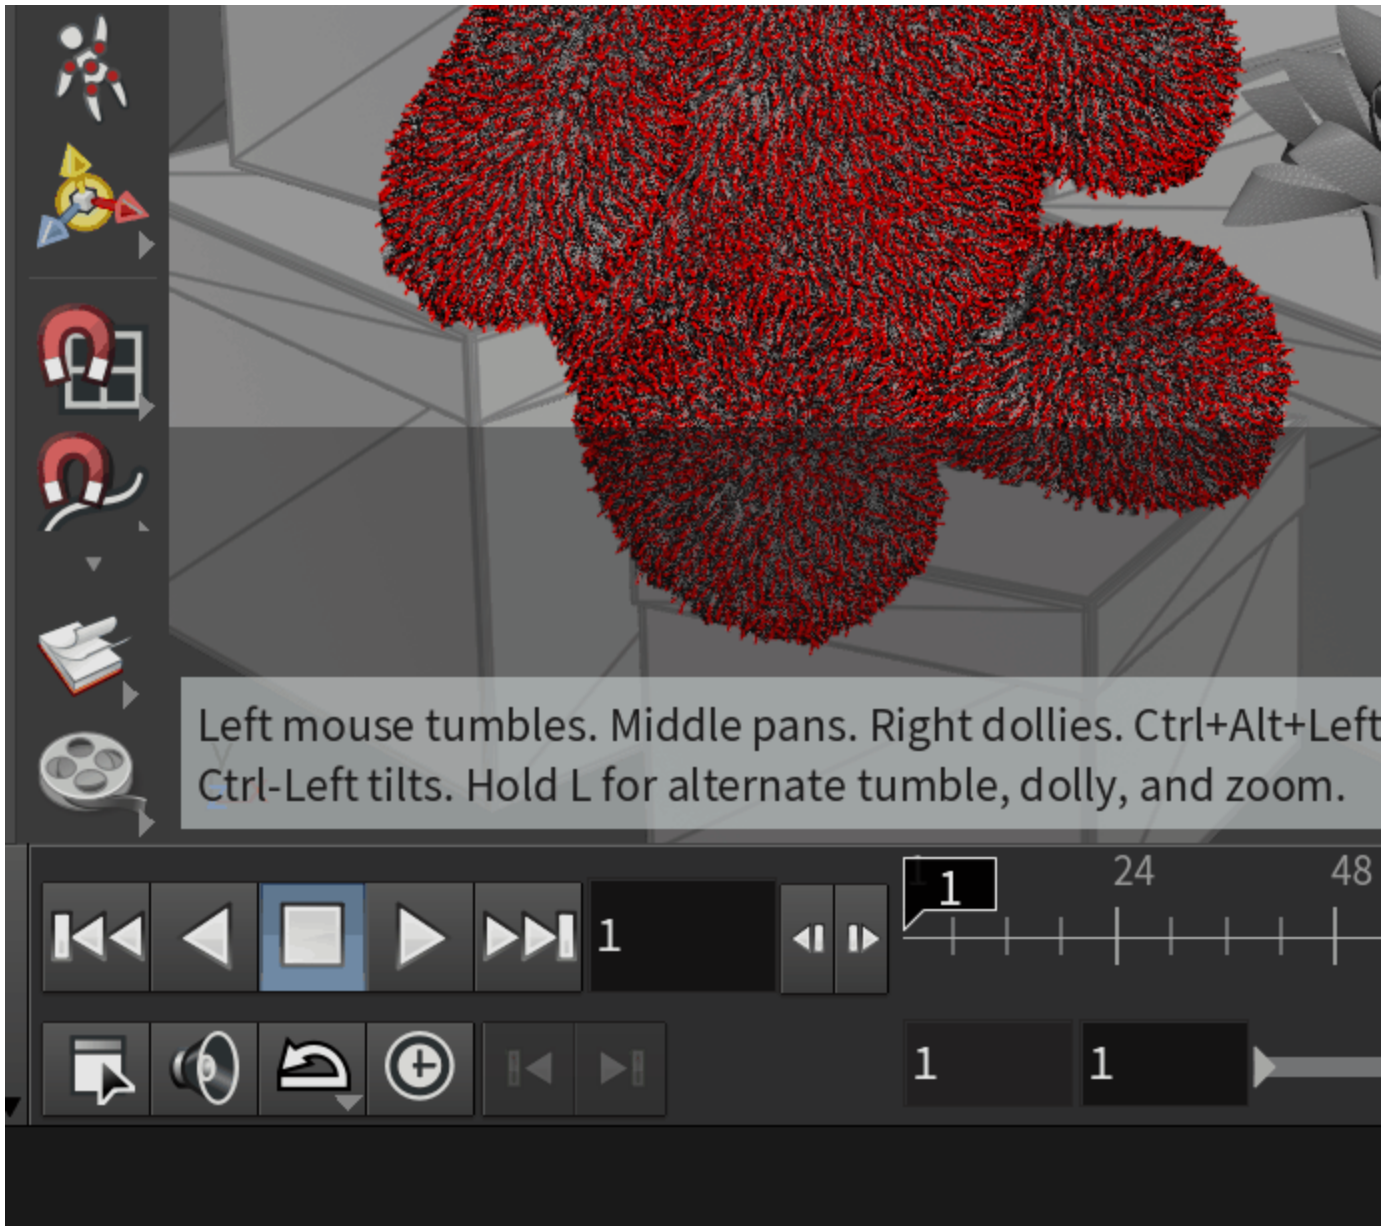 Left mouse tumbles. Middle pans. Right dollies. Ctrl+Alt+Left
Ctrl-Left tilts. Hold L for alternate tumble, dolly, and zoom.
1 1 24 48
1 1